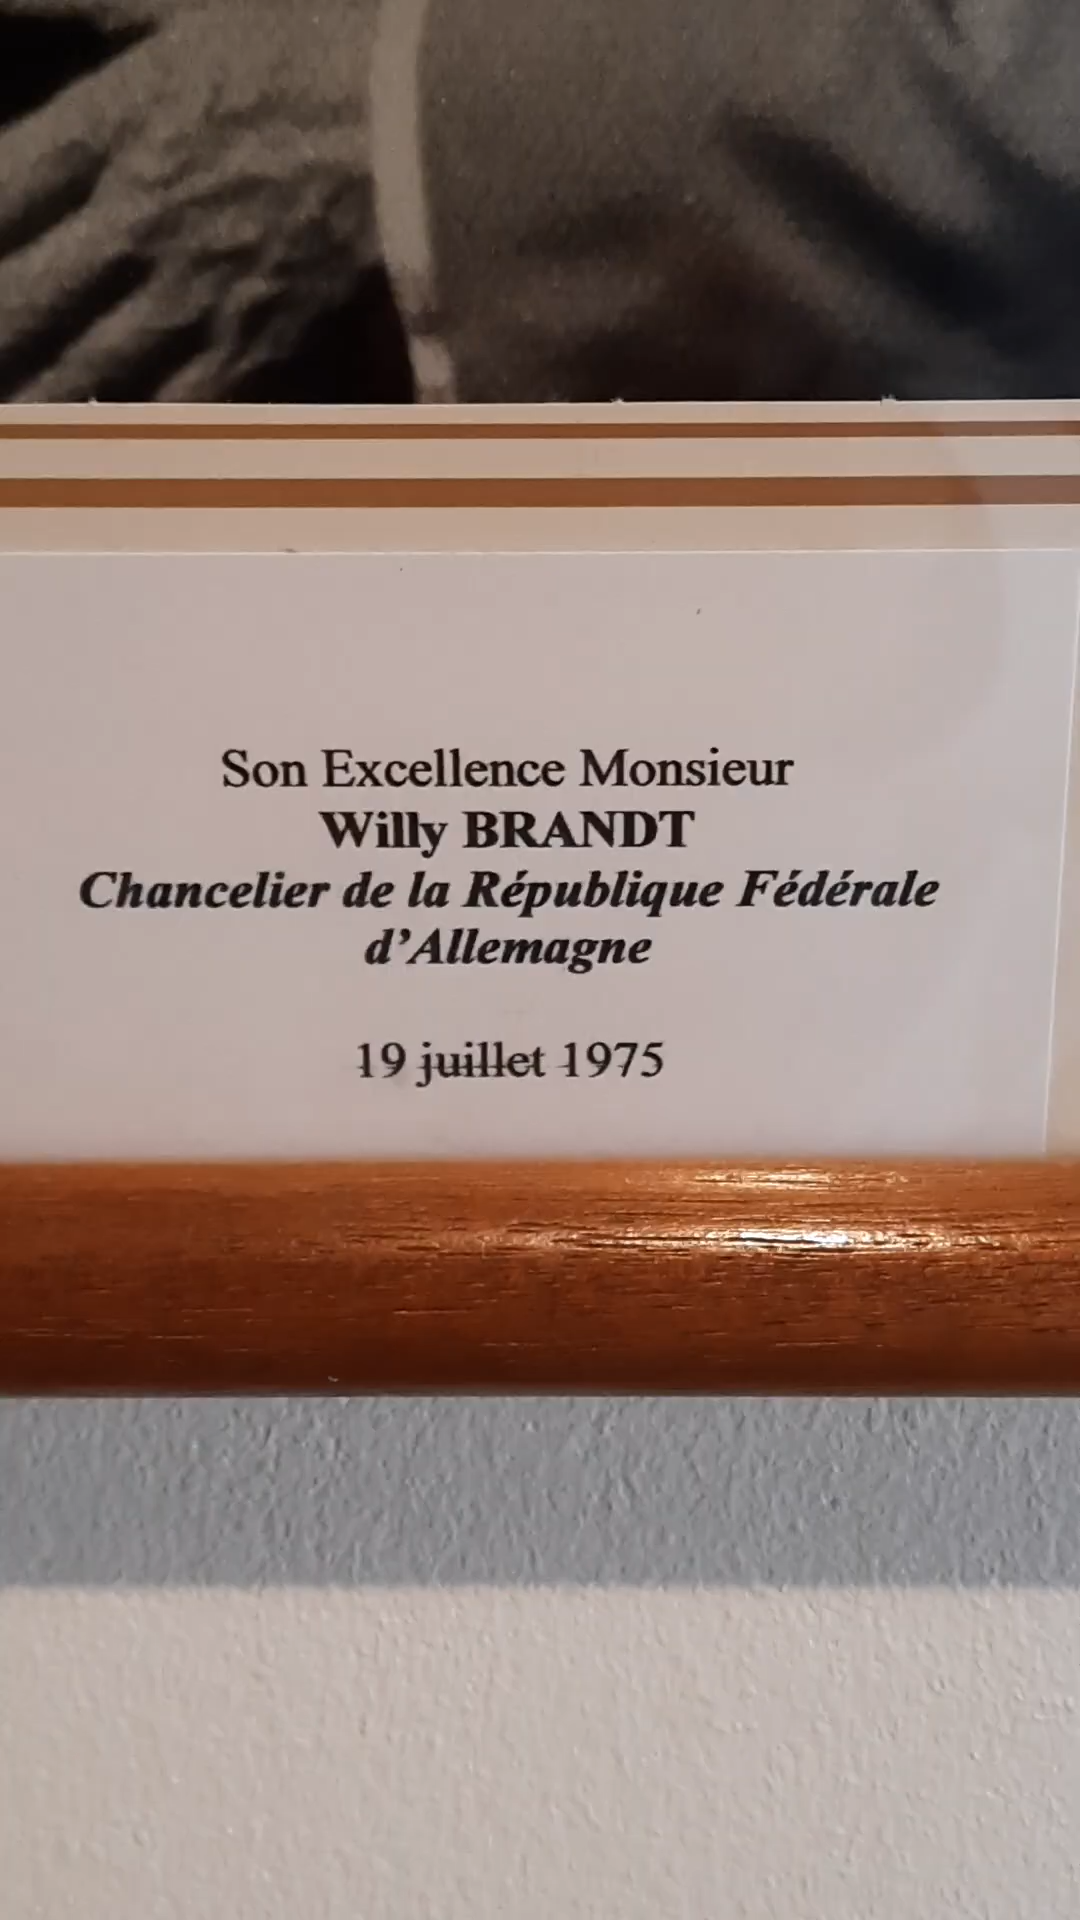 Son Excellence Monsieur
Willy BRANDT
Chancelier de la République Fédérale
d'Allemagne
19 juillet 1975